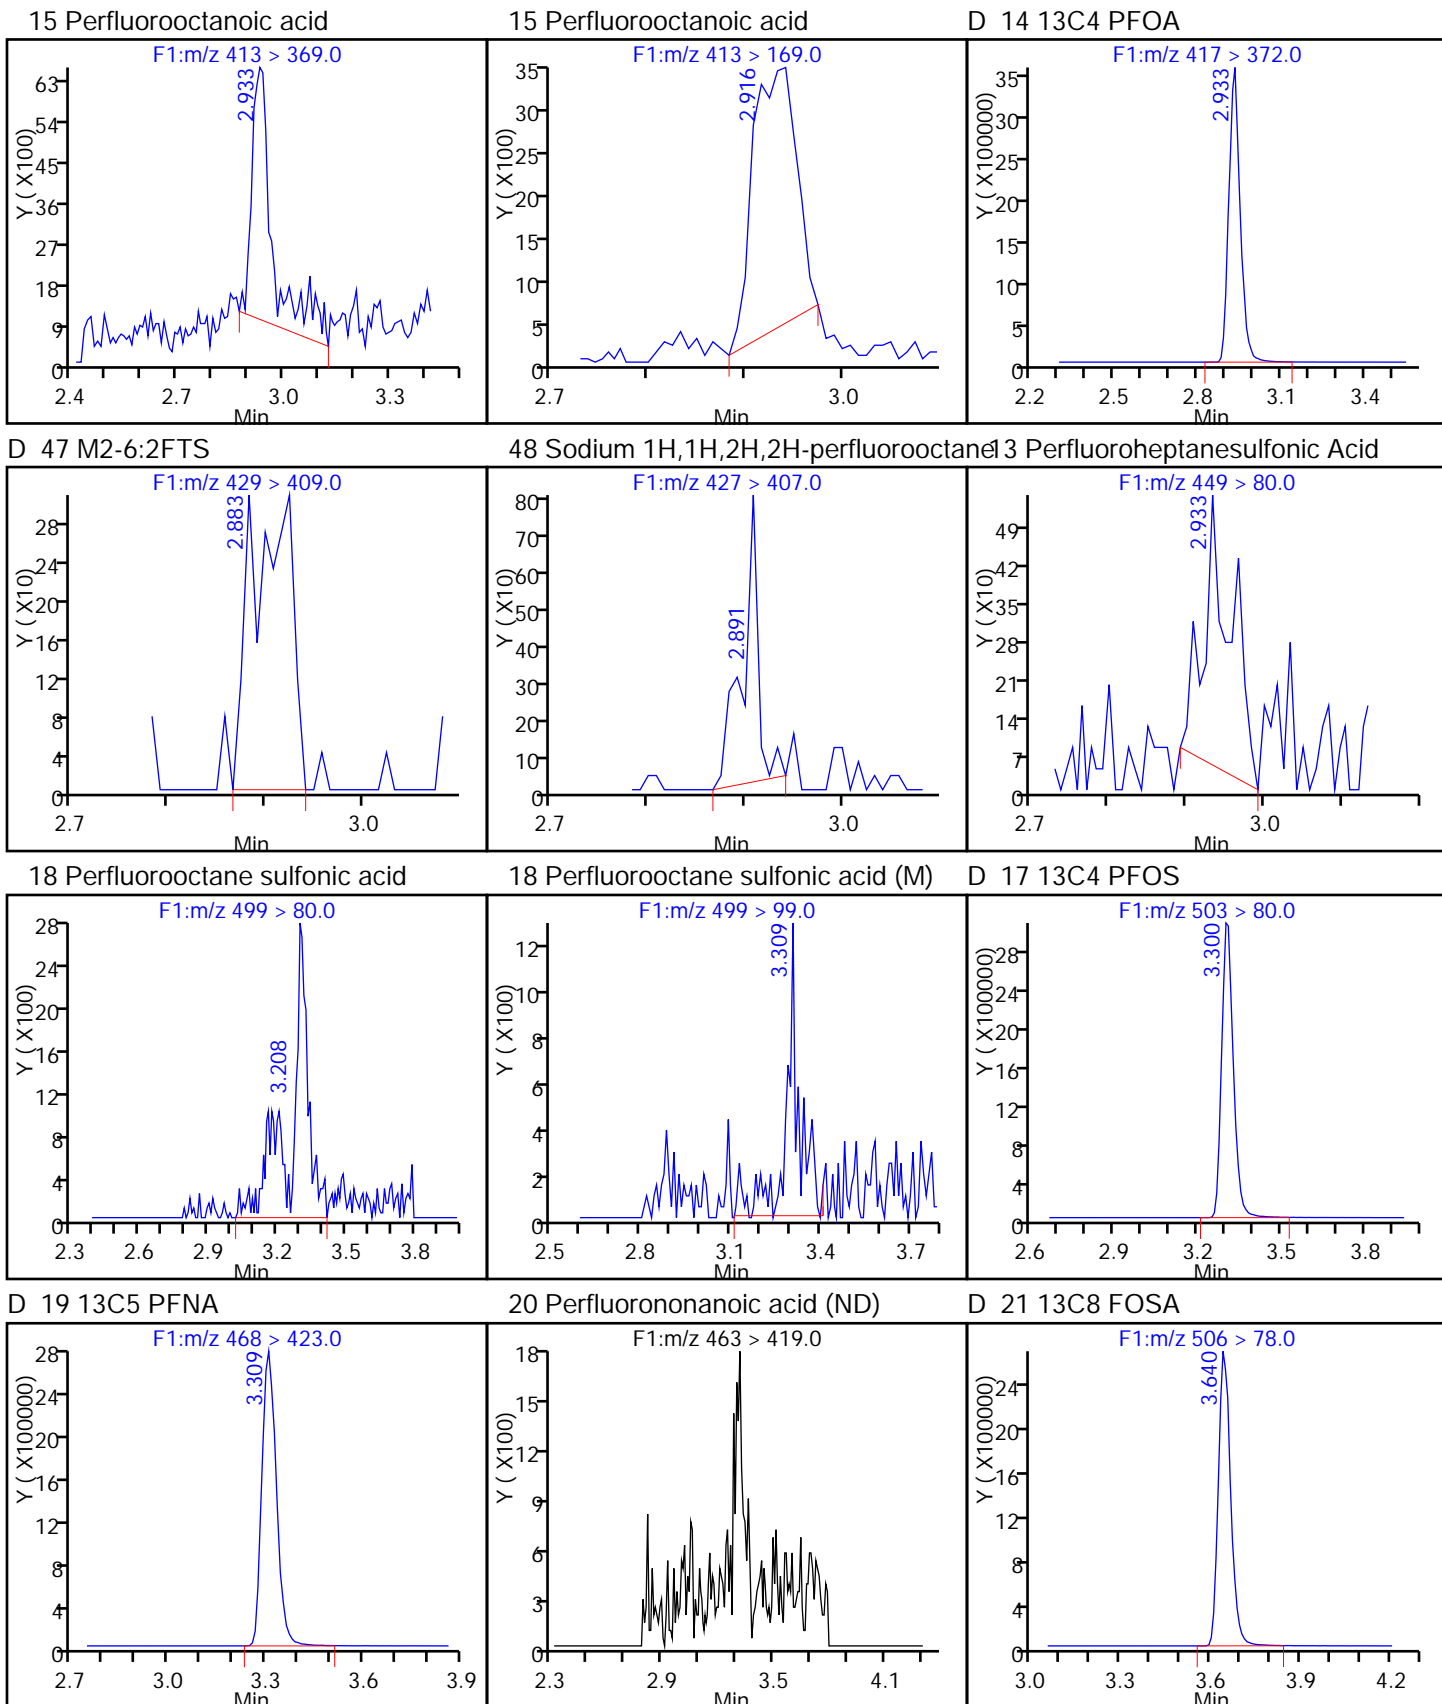 15 Perfluorooctanoic acid
F1:m/z 413 > 369.0
2.933
Y ( X100)
63
54
45
36
27
18
9
0
2.4 2.7 3.0 3.3
Min
15 Perfluorooctanoic acid
F1:m/z 413 > 169.0
2.916
Y ( X100)
35
30
25
20
15
10
5
0
2.7 3.0
Min
D 14 13C4 PFOA
F1:m/z 417 > 372.0
2.933
Y ( X100000)
35
30
25
20
15
10
5
0
2.2 2.5 2.8 3.1 3.4
Min
D 47 M2-6:2FTS
F1:m/z 429 > 409.0
2.883
Y ( X10)
28
24
20
16
12
8
4
0
2.7 3.0
Min
48 Sodium 1H,1H,2H,2H-perfluorooctane
F1:m/z 427 > 407.0
2.891
Y ( X10)
80
70
60
50
40
30
20
10
0
2.7 3.0
Min
13 Perfluoroheptanesulfonic Acid
F1:m/z 449 > 80.0
2.933
Y ( X10)
49
42
35
28
21
14
7
0
2.7 3.0
Min
18 Perfluorooctane sulfonic acid
F1:m/z 499 > 80.0
3.208
Y ( X100)
28
24
20
16
12
8
4
0
2.3 2.6 2.9 3.2 3.5 3.8
Min
18 Perfluorooctane sulfonic acid (M)
F1:m/z 499 > 99.0
3.309
Y ( X100)
12
10
8
6
4
2
0
2.5 2.8 3.1 3.4 3.7
Min
D 17 13C4 PFOS
F1:m/z 503 > 80.0
3.300
Y ( X100000)
28
24
20
16
12
8
4
0
2.6 2.9 3.2 3.5 3.8
Min
D 19 13C5 PFNA
F1:m/z 468 > 423.0
3.309
Y ( X100000)
28
24
20
16
12
8
4
0
2.7 3.0 3.3 3.6 3.9
Min
20 Perfluorononanoic acid (ND)
F1:m/z 463 > 419.0
Y ( X100)
18
15
12
9
6
3
0
2.3 2.9 3.5 4.1
Min
D 21 13C8 FOSA
F1:m/z 506 > 78.0
3.640
Y ( X100000)
24
20
16
12
8
4
0
3.0 3.3 3.6 3.9 4.2
Min